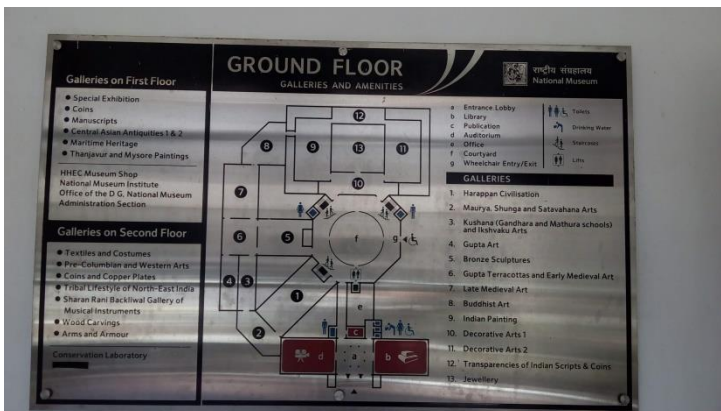 Galleries on First Floor
Special Exhibition
Coins
Manuscripts
Central Asian Antiquities 1 & 2
Maritime Heritage
Thanjavur and Mysore Paintings
HHEC Museum Shop
National Museum Institute
Office of the D G, National Museum
Administration Section
Galleries on Second Floor
Textiles and Costumes
Pre-Columbian and Western Arts
Coins and Copper Plates
Tribal Lifestyle of North-East India
Sharan Rani Backliwal Gallery of
Musical Instruments
Wood Carvings
Arms and Armour
Conservation Laboratory
GROUND FLOOR
GALLERIES AND AMENITIES
राष्ट्रीय संग्रहालय
National Museum
a Entrance Lobby
b Library
c Publication
d Auditorium
e Office
f Courtyard
g Wheelchair Entry/Exit
Toilets
Drinking Water
Staircases
Lifts
GALLERIES
1. Harappan Civilisation
2. Maurya, Shunga and Satavahana Arts
3. Kushana (Gandhara and Mathura schools)
and Ikshvaku Arts
4. Gupta Art
5. Bronze Sculptures
6. Gupta Terracottas and Early Medieval Art
7. Late Medieval Art
8. Buddhist Art
9. Indian Painting
10. Decorative Arts 1
11. Decorative Arts 2
12. Transparencies of Indian Scripts & Coins
13. Jewellery
12
8
9
13
11
10
7
6
5
f
g
4
3
1
e
2
c
d
a
b